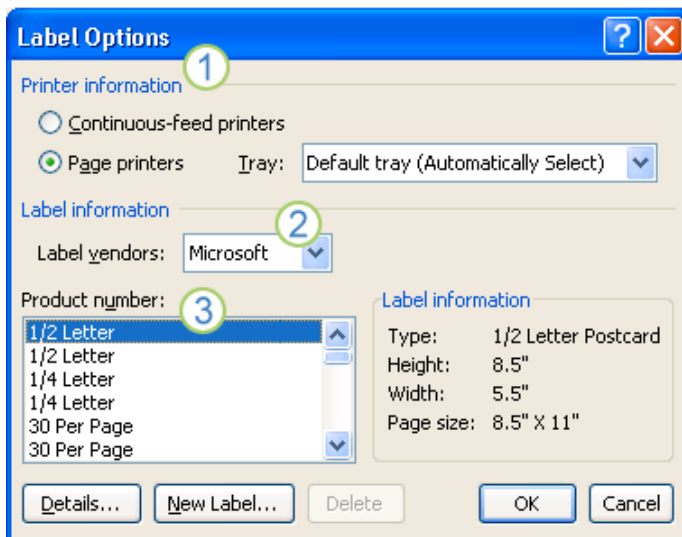 Label Options
?
1
Printer information
Continuous-feed printers
Page printers Tray: Default tray (Automatically Select)
Label information
2
Label vendors: Microsoft
Product number:
3
1/2 Letter
1/2 Letter
1/4 Letter
1/4 Letter
30 Per Page
30 Per Page
Label information
Type: 1/2 Letter Postcard
Height: 8.5"
Width: 5.5"
Page size: 8.5" X 11"
Details... New Label... Delete OK Cancel